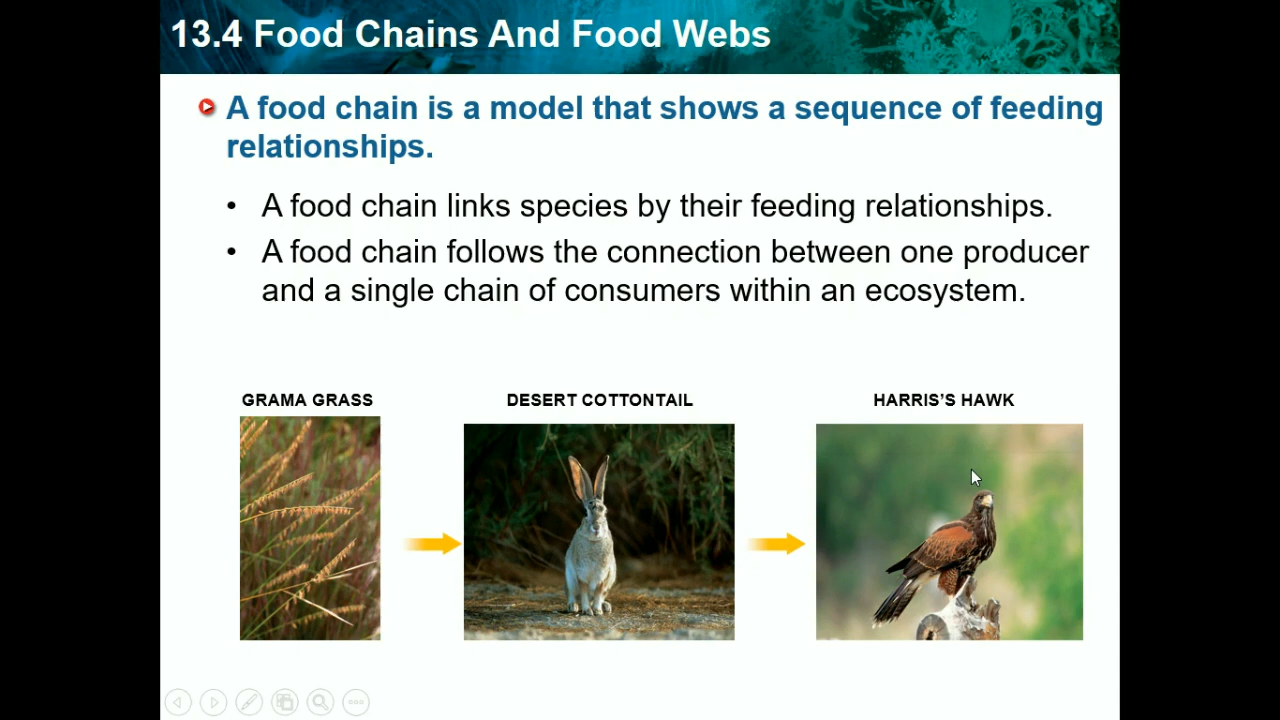 13.4 Food Chains And Food Webs
A food chain is a model that shows a sequence of feeding
relationships.
• A food chain links species by their feeding relationships.
• A food chain follows the connection between one producer
and a single chain of consumers within an ecosystem.
GRAMA GRASS
DESERT COTTONTAIL
HARRIS’S HAWK